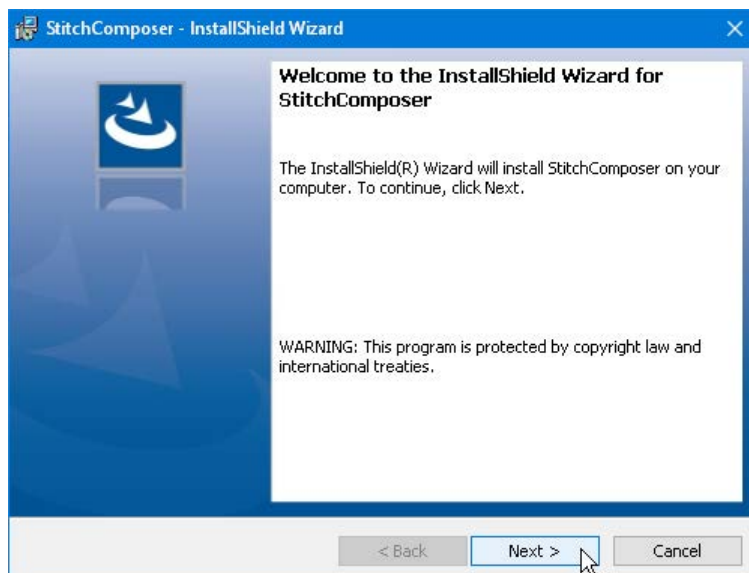 StitchComposer - InstallShield Wizard
Welcome to the InstallShield Wizard for
StitchComposer
The InstallShield(R) Wizard will install StitchComposer on your
computer. To continue, click Next.
WARNING: This program is protected by copyright law and
international treaties.
< Back
Next >
Cancel